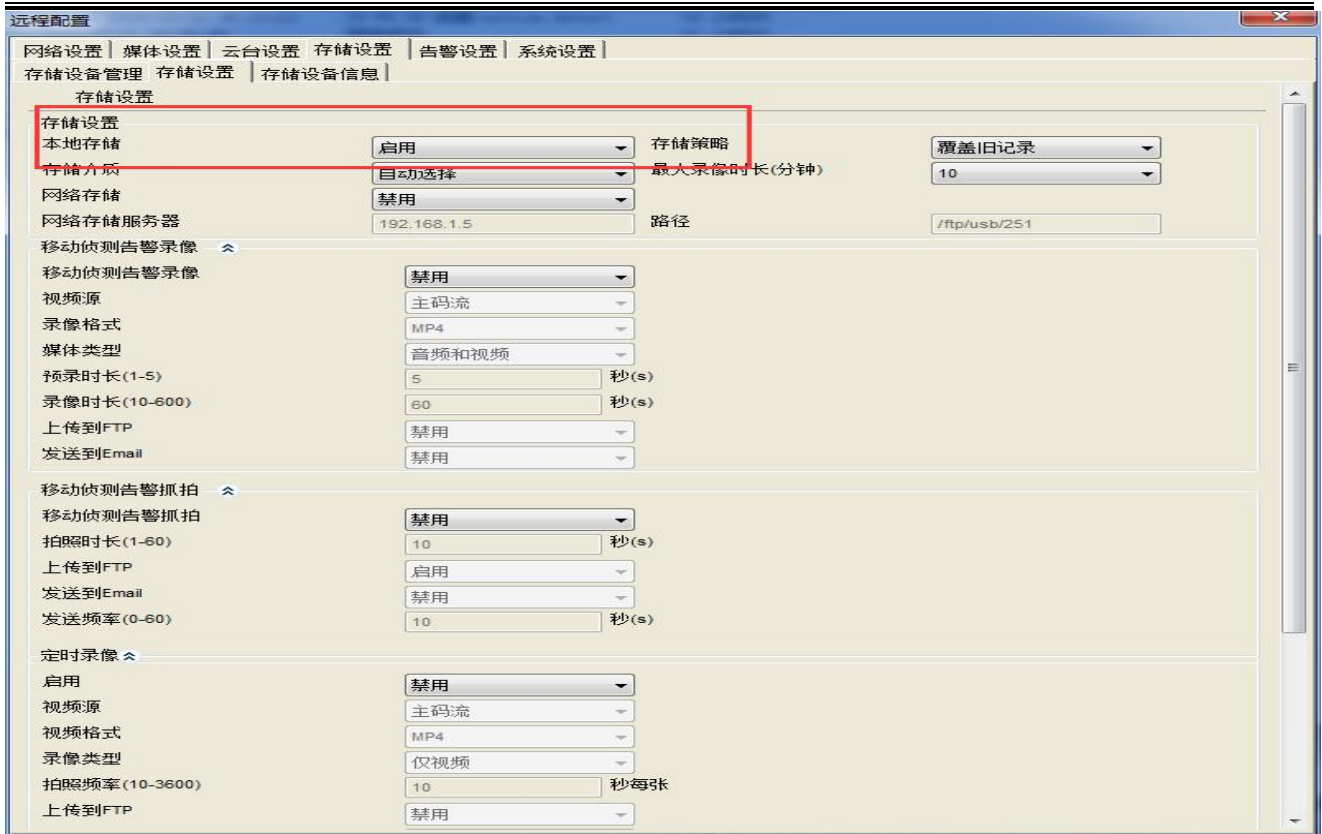 远程配置
网络设置 媒体设置 云台设置 存储设置 告警设置 系统设置
存储设备管理 存储设置 存储设备信息
存储设置
存储设置
本地存储 启用 存储策略 覆盖旧记录
存储介质 自动选择 最大录像时长(分钟) 10
网络存储 禁用
网络存储服务器 192.168.1.5 路径 /ftp/usb/251
移动侦测告警录像
移动侦测告警录像 禁用
视频源 主码流
录像格式 MP4
媒体类型 音频和视频
预录时长(1-5) 5 秒(s)
录像时长(10-600) 60 秒(s)
上传到FTP 禁用
发送到Email 禁用
移动侦测告警抓拍
移动侦测告警抓拍 禁用
拍照时长(1-60) 10 秒(s)
上传到FTP 启用
发送到Email 禁用
发送频率(0-60) 10 秒(s)
定时录像
启用 禁用
视频源 主码流
视频格式 MP4
录像类型 仅视频
拍照频率(10-3600) 10 秒每张
上传到FTP 禁用